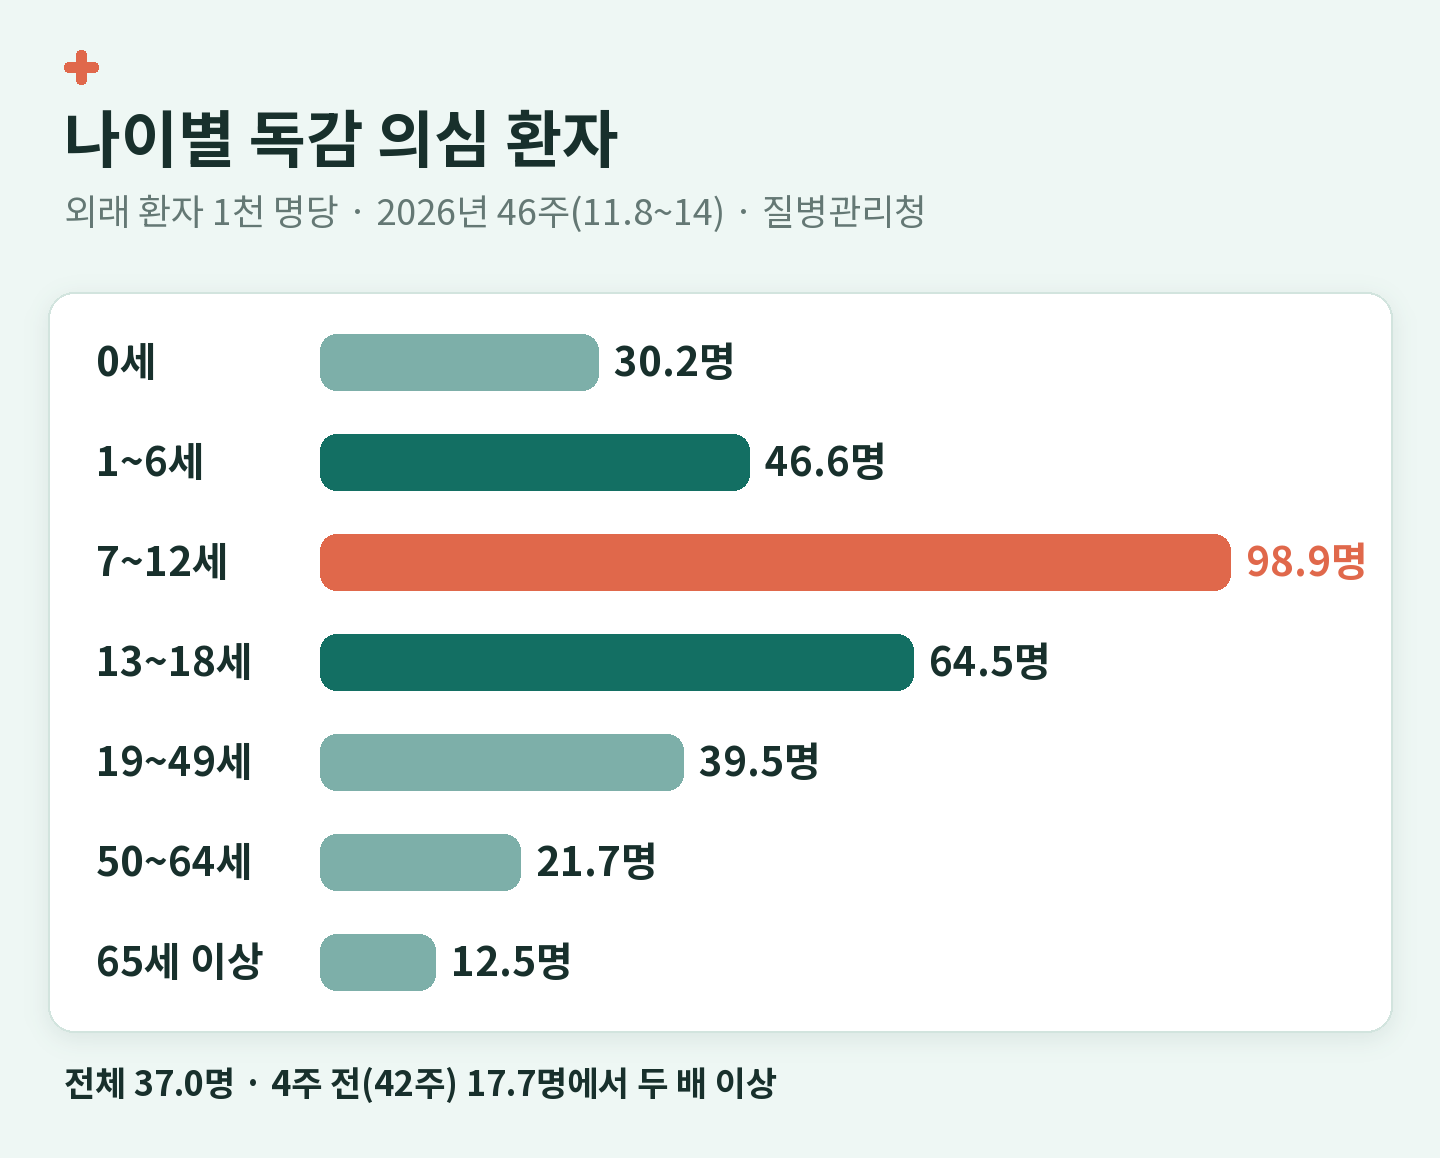 나이별 독감 의심 환자
외래 환자 1천 명당 · 2026년 46주(11.8~14) · 질병관리청
0세 30.2명
1~6세 46.6명
7~12세 98.9명
13~18세 64.5명
19~49세 39.5명
50~64세 21.7명
65세 이상 12.5명
전체 37.0명 · 4주 전(42주) 17.7명에서 두 배 이상